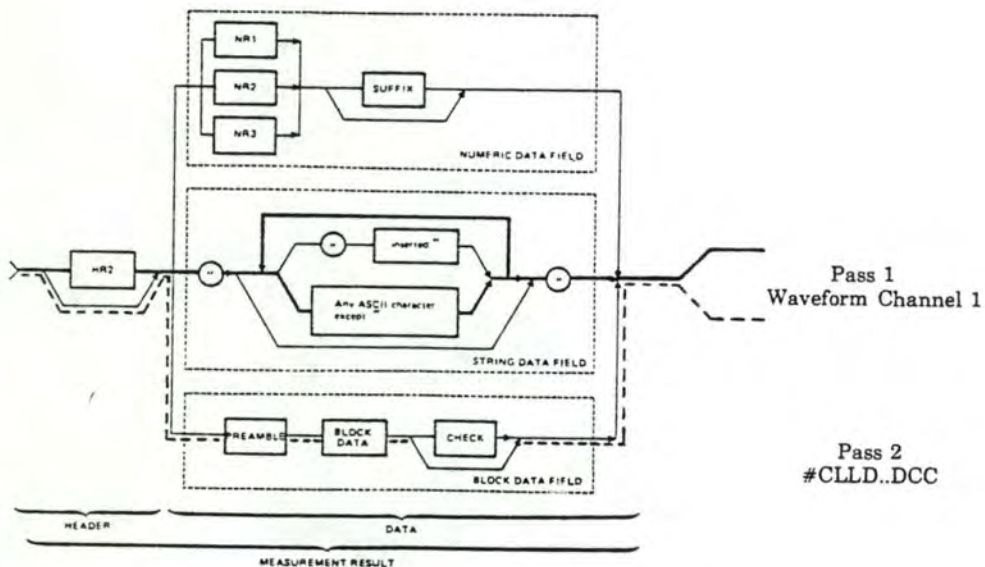 NR1
NR2
SUFFIX
NR3
NUMERIC DATA FIELD
"
inserted "
HR2
"
"
Any ASCII character
except "
STRING DATA FIELD
PREAMBLE
BLOCK
DATA
CHECK
BLOCK DATA FIELD
HEADER
DATA
MEASUREMENT RESULT
Pass 1
Waveform Channel 1
Pass 2
#CLLD..DCC